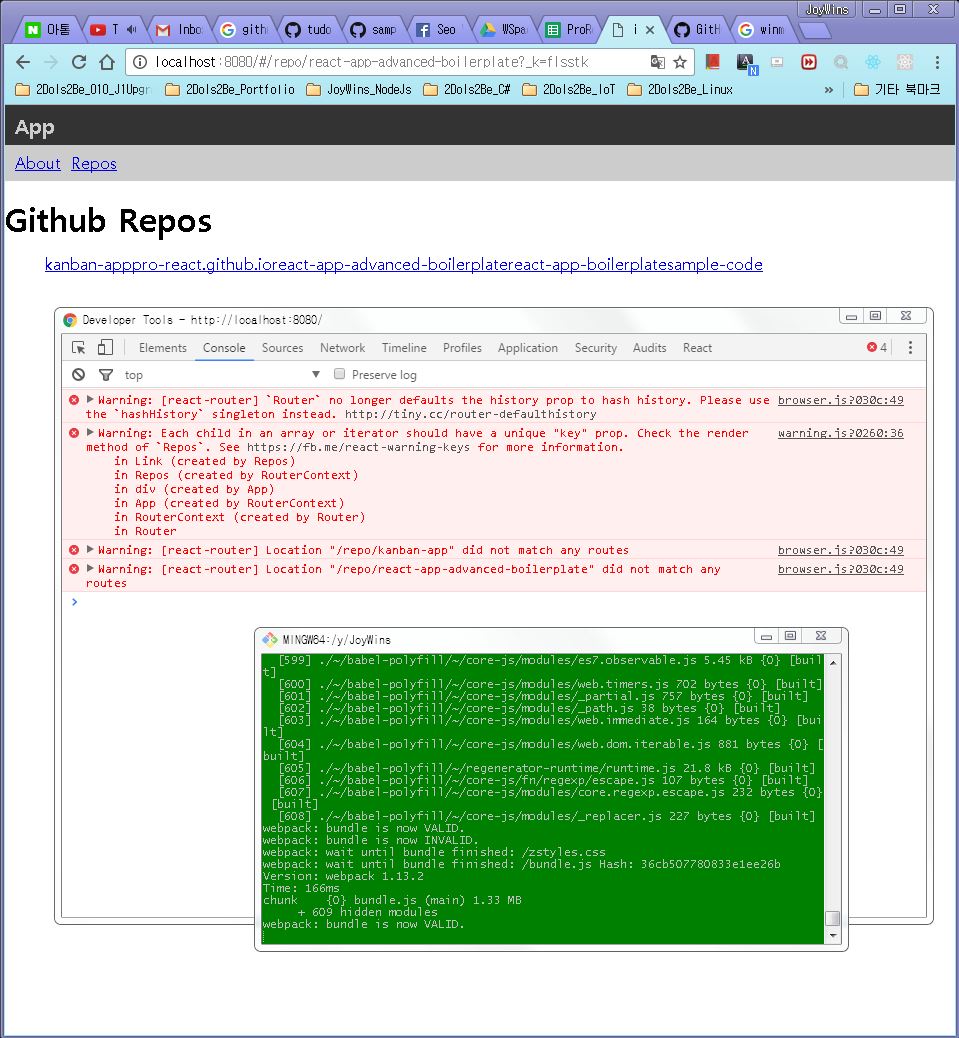 JoyWins
야톰
T
Inbo
gith
tudo
samp
Seo
WSpa
ProR
i
GitH
winm
localhost:8080/#/repo/react-app-advanced-boilerplate?_k=flsstk
2Dols2Be_O1O_J1Upgr
2Dols2Be_Portfolio
JoyWins_NodeJs
2Dols2Be_C#
2Dols2Be_IoT
2Dols2Be_Linux
»
기타 북마크
App
About Repos
Github Repos
kanban-apppro-react.github.ioreact-app-advanced-boilerplatereact-app-boilerplatesample-code
Developer Tools - http://localhost:8080/
Elements Console Sources Network Timeline Profiles Application Security Audits React
4
top
Preserve log
Warning: [react-router] `Router` no longer defaults the history prop to hash history. Please use browser.js?030c:49
the `hashHistory` singleton instead. http://tiny.cc/router-defaulthistory
Warning: Each child in an array or iterator should have a unique "key" prop. Check the render warning.js?0260:36
method of `Repos`. See https://fb.me/react-warning-keys for more information.
in Link (created by Repos)
in Repos (created by RouterContext)
in div (created by App)
in App (created by RouterContext)
in RouterContext (created by Router)
in Router
Warning: [react-router] Location "/repo/kanban-app" did not match any routes browser.js?030c:49
Warning: [react-router] Location "/repo/react-app-advanced-boilerplate" did not match any browser.js?030c:49
routes
MINGW64:/y/JoyWins
[599] ./~/babel-polyfill/~/core-js/modules/es7.observable.js 5.45 kB {0} [buil
t]
[600] ./~/babel-polyfill/~/core-js/modules/web.timers.js 702 bytes {0} [built]
[601] ./~/babel-polyfill/~/core-js/modules/_partial.js 757 bytes {0} [built]
[602] ./~/babel-polyfill/~/core-js/modules/_path.js 38 bytes {0} [built]
[603] ./~/babel-polyfill/~/core-js/modules/web.immediate.js 164 bytes {0} [bui
lt]
[604] ./~/babel-polyfill/~/core-js/modules/web.dom.iterable.js 881 bytes {0} [
built]
[605] ./~/babel-polyfill/~/regenerator-runtime/runtime.js 21.8 kB {0} [built]
[606] ./~/babel-polyfill/~/core-js/fn/regexp/escape.js 107 bytes {0} [built]
[607] ./~/babel-polyfill/~/core-js/modules/core.regexp.escape.js 232 bytes {0}
[built]
[608] ./~/babel-polyfill/~/core-js/modules/_replacer.js 227 bytes {0} [built]
webpack: bundle is now VALID.
webpack: bundle is now INVALID.
webpack: wait until bundle finished: /zstyles.css
webpack: wait until bundle finished: /bundle.js Hash: 36cb507780833e1ee26b
Version: webpack 1.13.2
Time: 166ms
chunk {0} bundle.js (main) 1.33 MB
+ 609 hidden modules
webpack: bundle is now VALID.